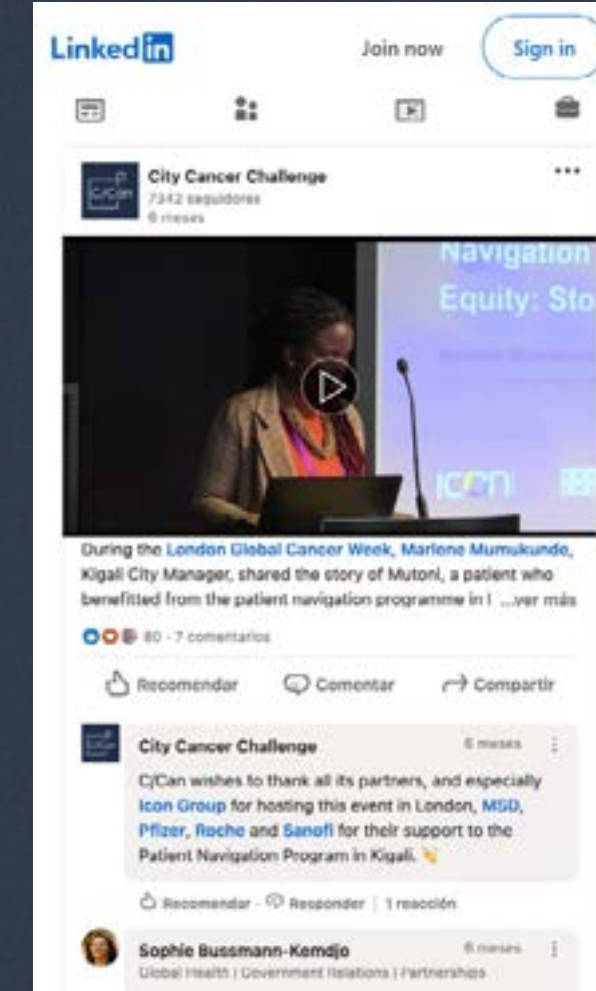 LinkedIn
Join now
Sign in
C/Can
City Cancer Challenge
7342 seguidores
6 meses
Navigation
Equity: Sto
icon
During the London Global Cancer Week, Marlene Mumukunde,
Kigali City Manager, shared the story of Mutoni, a patient who
benefitted from the patient navigation programme in l ...ver más
80 - 7 comentarios
Recomendar
Comentar
Compartir
City Cancer Challenge
6 meses
C/Can wishes to thank all its partners, and especially
Icon Group for hosting this event in London, MSD,
Pfizer, Roche and Sanofi for their support to the
Patient Navigation Program in Kigali. 👏
Recomendar - Responder | 1 reacción
Sophie Bussmann-Kemdjo
6 meses
Global Health | Government Relations | Partnerships